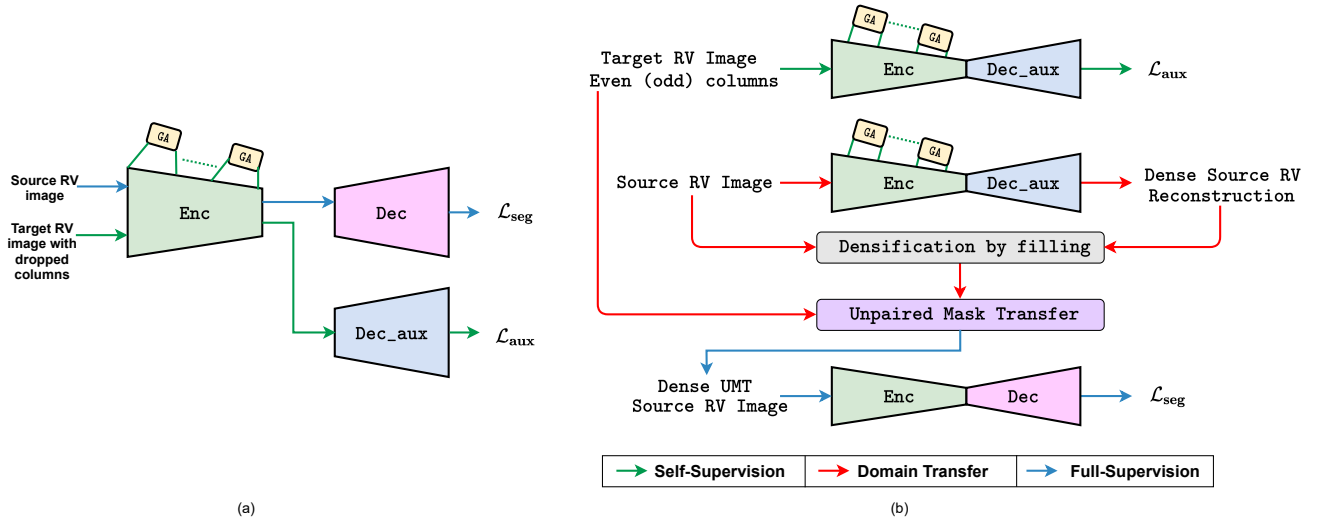 GA
GA
Source RV
image
Target RV
image with
dropped
columns
Enc
Dec
ℒseg
Dec_aux
ℒaux
(a)
Target RV Image
Even (odd) columns
GA
GA
Enc
Dec_aux
ℒaux
Source RV Image
GA
GA
Enc
Dec_aux
Dense Source RV
Reconstruction
Densification by filling
Unpaired Mask Transfer
Dense UMT
Source RV Image
Enc
Dec
ℒseg
Self-Supervision
Domain Transfer
Full-Supervision
(b)